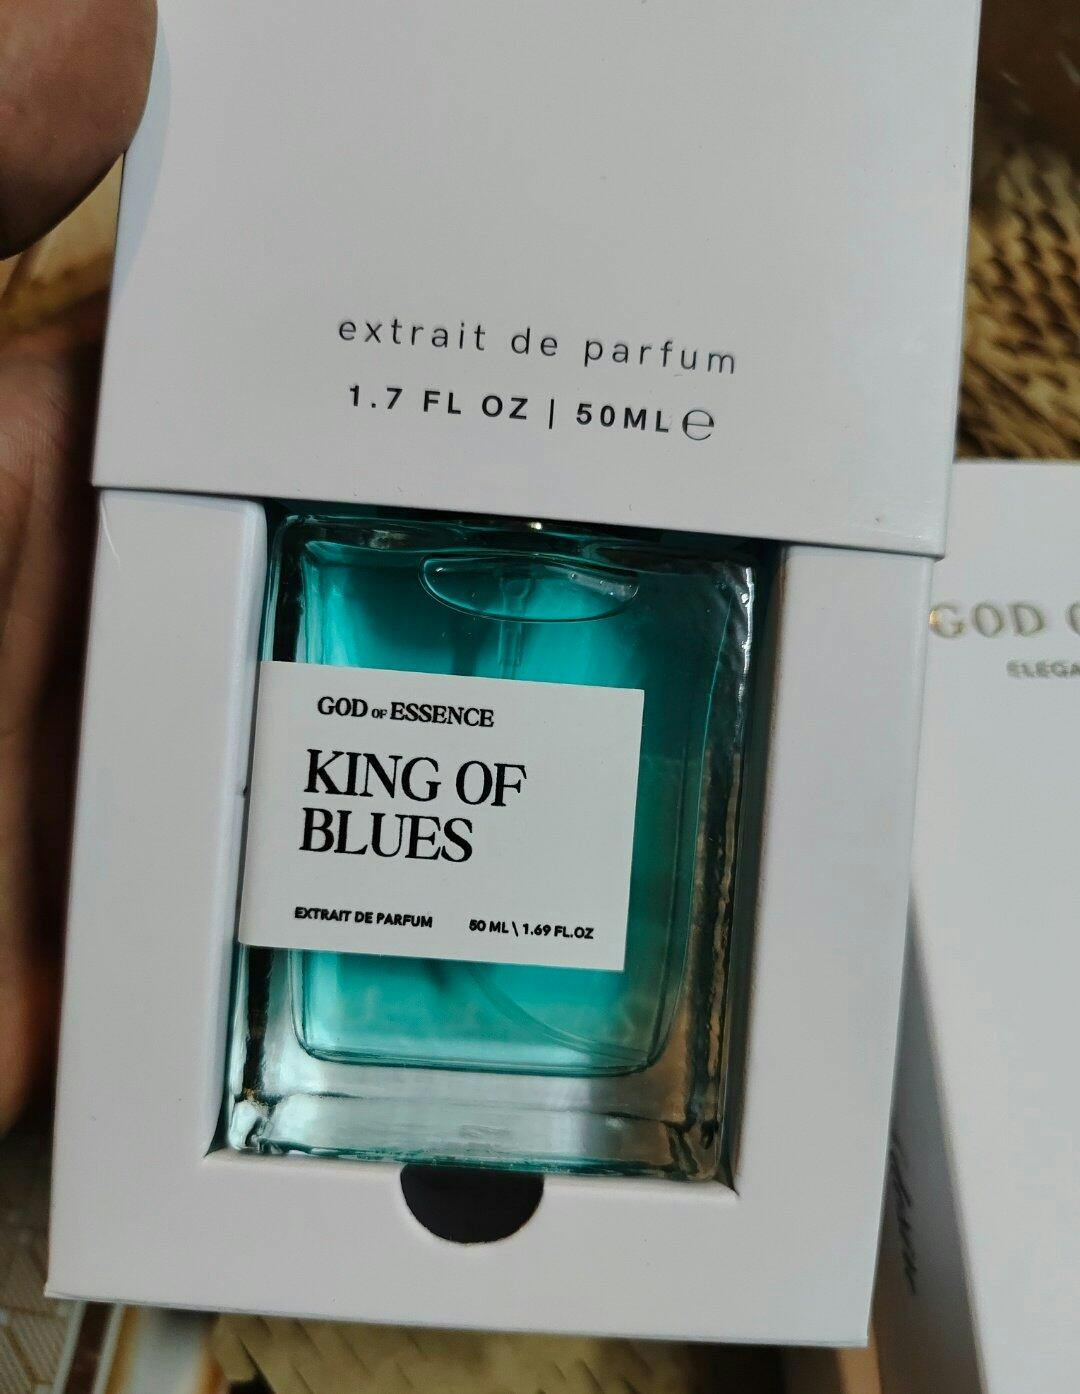 extrait de parfum
1.7 FL OZ | 50ML ℮
GOD OF ESSENCE
KING OF
BLUES
EXTRAIT DE PARFUM 50 ML \ 1.69 FL.OZ
GOD